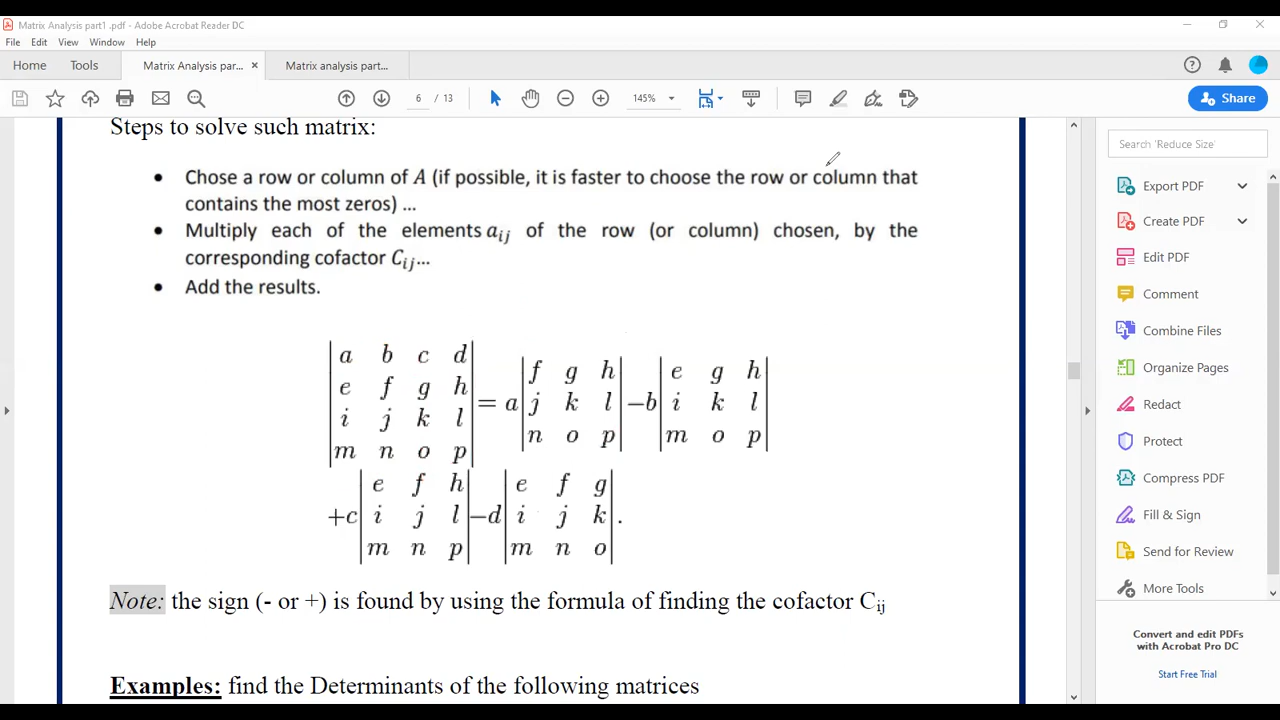 Matrix Analysis part1 .pdf - Adobe Acrobat Reader DC
File Edit View Window Help
Home Tools Matrix Analysis par... × Matrix analysis part...
6 / 13 145% Share
Steps to solve such matrix:
• Chose a row or column of A (if possible, it is faster to choose the row or column that
contains the most zeros) ...
• Multiply each of the elements aij of the row (or column) chosen, by the
corresponding cofactor Cij...
• Add the results.
|a b c d|
|e f g h|
|i j k l|
|m n o p|
= a
|f g h|
|j k l|
|n o p|
−b
|e g h|
|i k l|
|m o p|
+c
|e f h|
|i j l|
|m n p|
−d
|e f g|
|i j k|
|m n o|
.
Note: the sign (- or +) is found by using the formula of finding the cofactor Cij
Examples: find the Determinants of the following matrices
Search 'Reduce Size'
Export PDF
Create PDF
Edit PDF
Comment
Combine Files
Organize Pages
Redact
Protect
Compress PDF
Fill & Sign
Send for Review
More Tools
Convert and edit PDFs
with Acrobat Pro DC
Start Free Trial